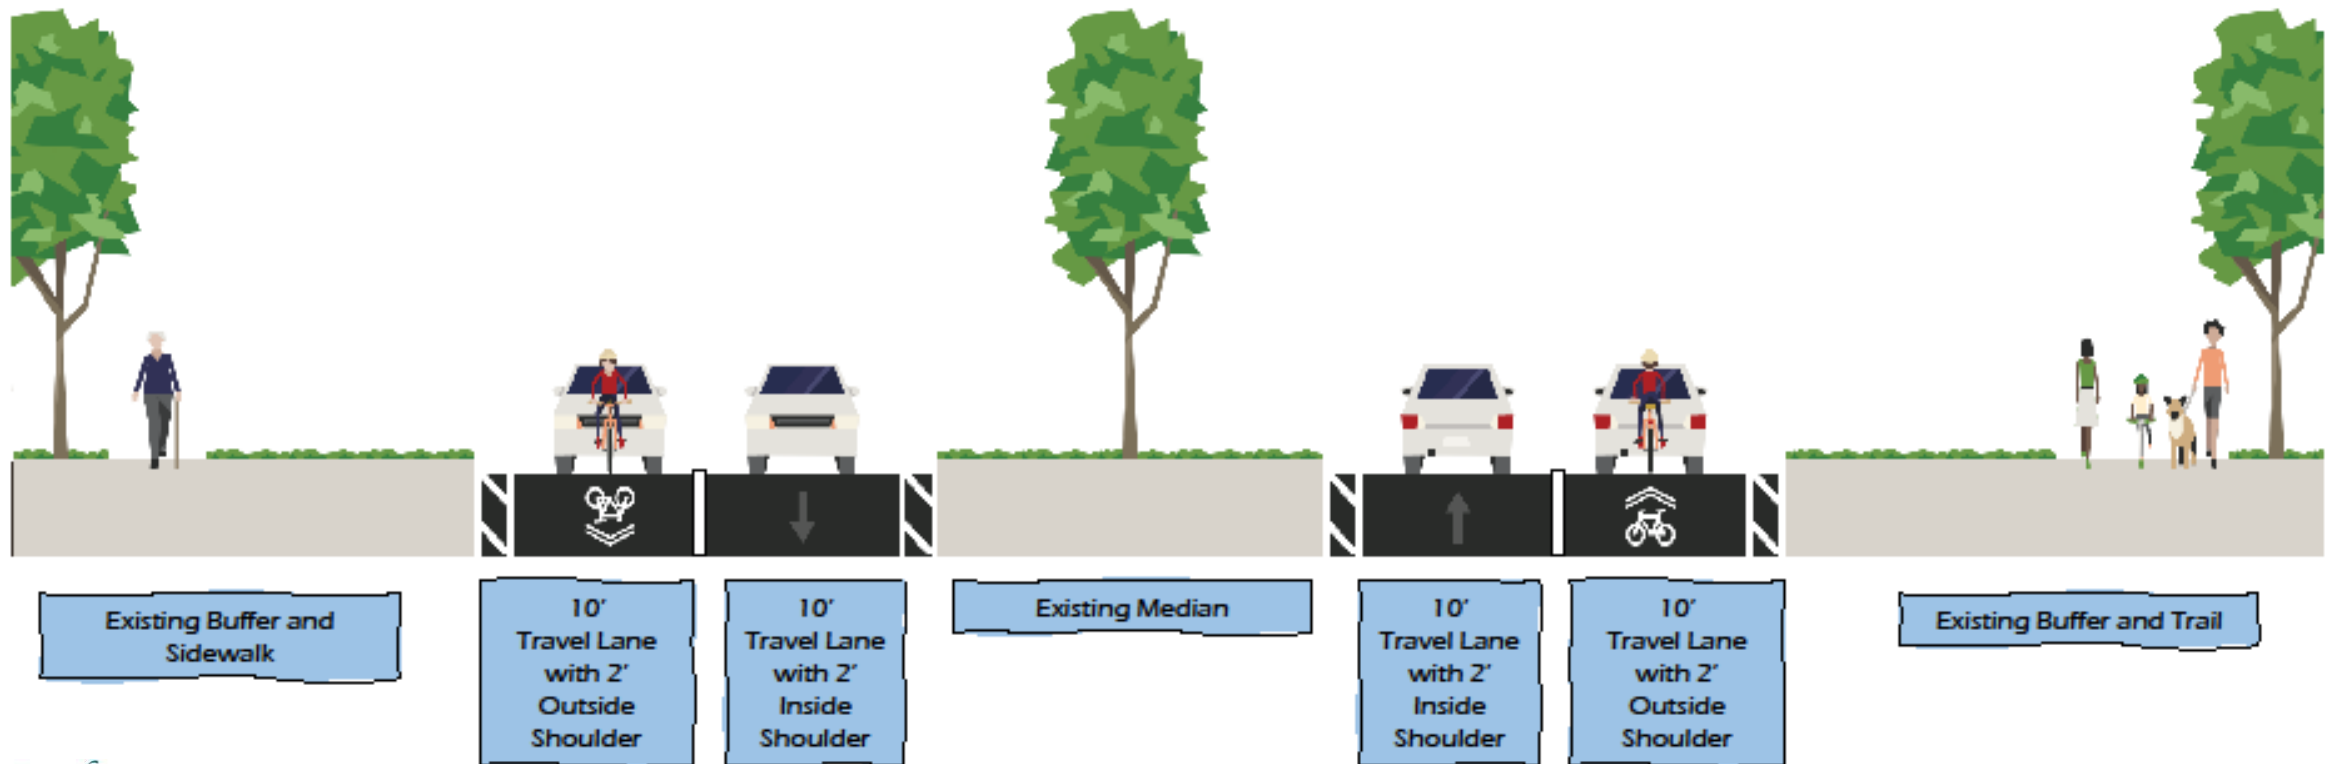 Existing Buffer and
Sidewalk
10′
Travel Lane
with 2′
Outside
Shoulder
10′
Travel Lane
with 2′
Inside
Shoulder
Existing Median
10′
Travel Lane
with 2′
Inside
Shoulder
10′
Travel Lane
with 2′
Outside
Shoulder
Existing Buffer and Trail